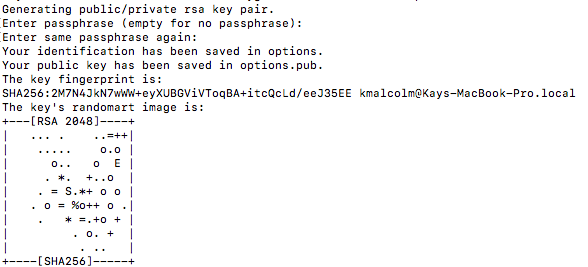 Generating public/private rsa key pair.
Enter passphrase (empty for no passphrase):
Enter same passphrase again:
Your identification has been saved in options.
Your public key has been saved in options.pub.
The key fingerprint is:
SHA256:2M7N4JkN7wWW+eyXUBGViVToqBA+itcQcLd/eeJ35EE kmalcolm@Kays-MacBook-Pro.local
The key's randomart image is:
+---[RSA 2048]----+
|   ... .    ..=++|
|    .....    o.o |
|      o..   o  E |
|     . *.  +..o  |
|    . = S.*+ o o |
|   . o = %o++ o .|
|    .   * =.+o + |
|         . o. +  |
|          . ..   |
+----[SHA256]-----+